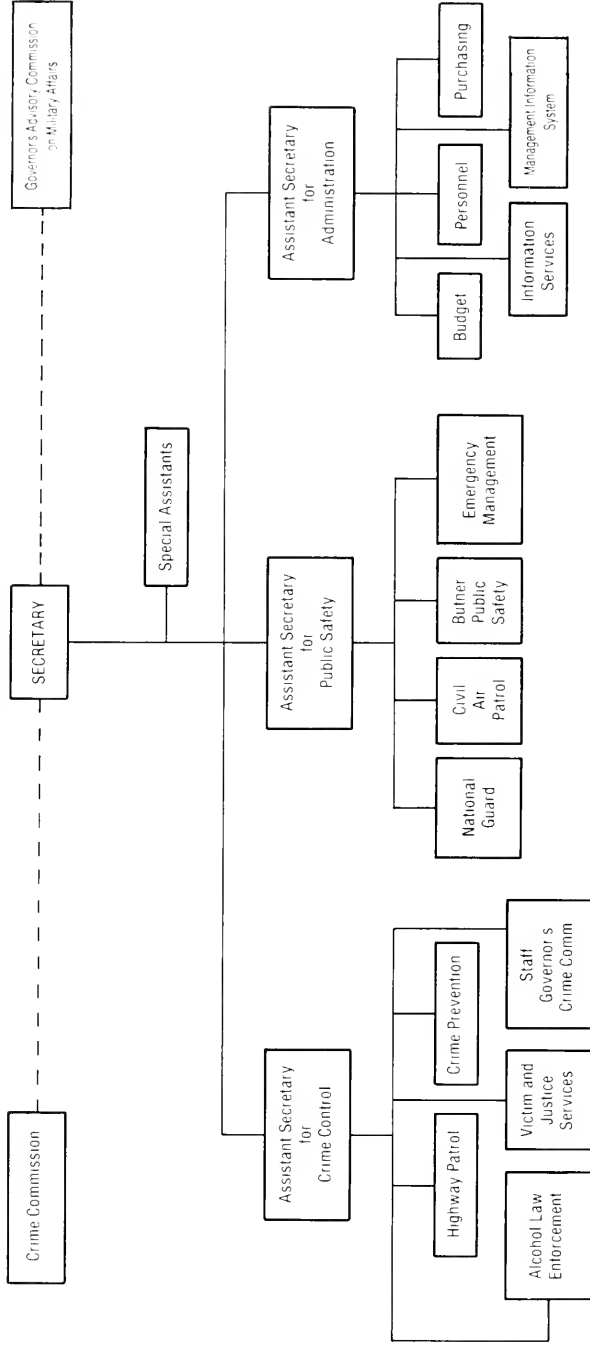 Crime Commission
SECRETARY
Governor s Advisory Commission
on Military Affairs
Special Assistants
Assistant Secretary
for
Crime Control
Assistant Secretary
for
Public Safety
Assistant Secretary
for
Administration
Highway Patrol
Crime Prevention
Alcohol Law
Enforcement
Victim and
Justice
Services
Staff
Governor s
Crime Comm
National
Guard
Civil
Air
Patrol
Butner
Public
Safety
Emergency
Management
Budget
Personnel
Purchasing
Information
Services
Management Information
System